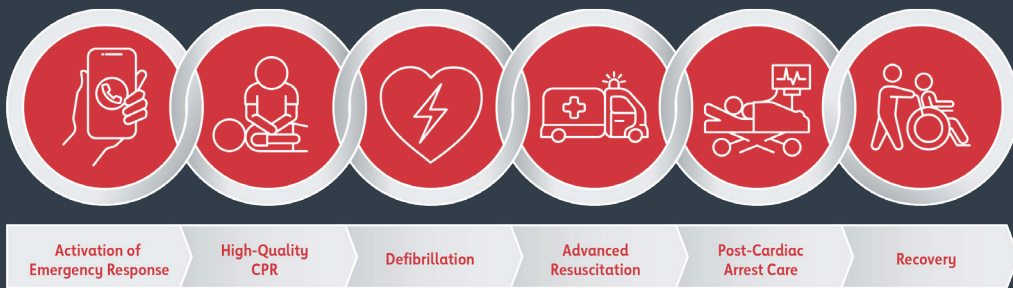 Activation of
Emergency Response
High-Quality
CPR
Defibrillation
Advanced
Resuscitation
Post-Cardiac
Arrest Care
Recovery